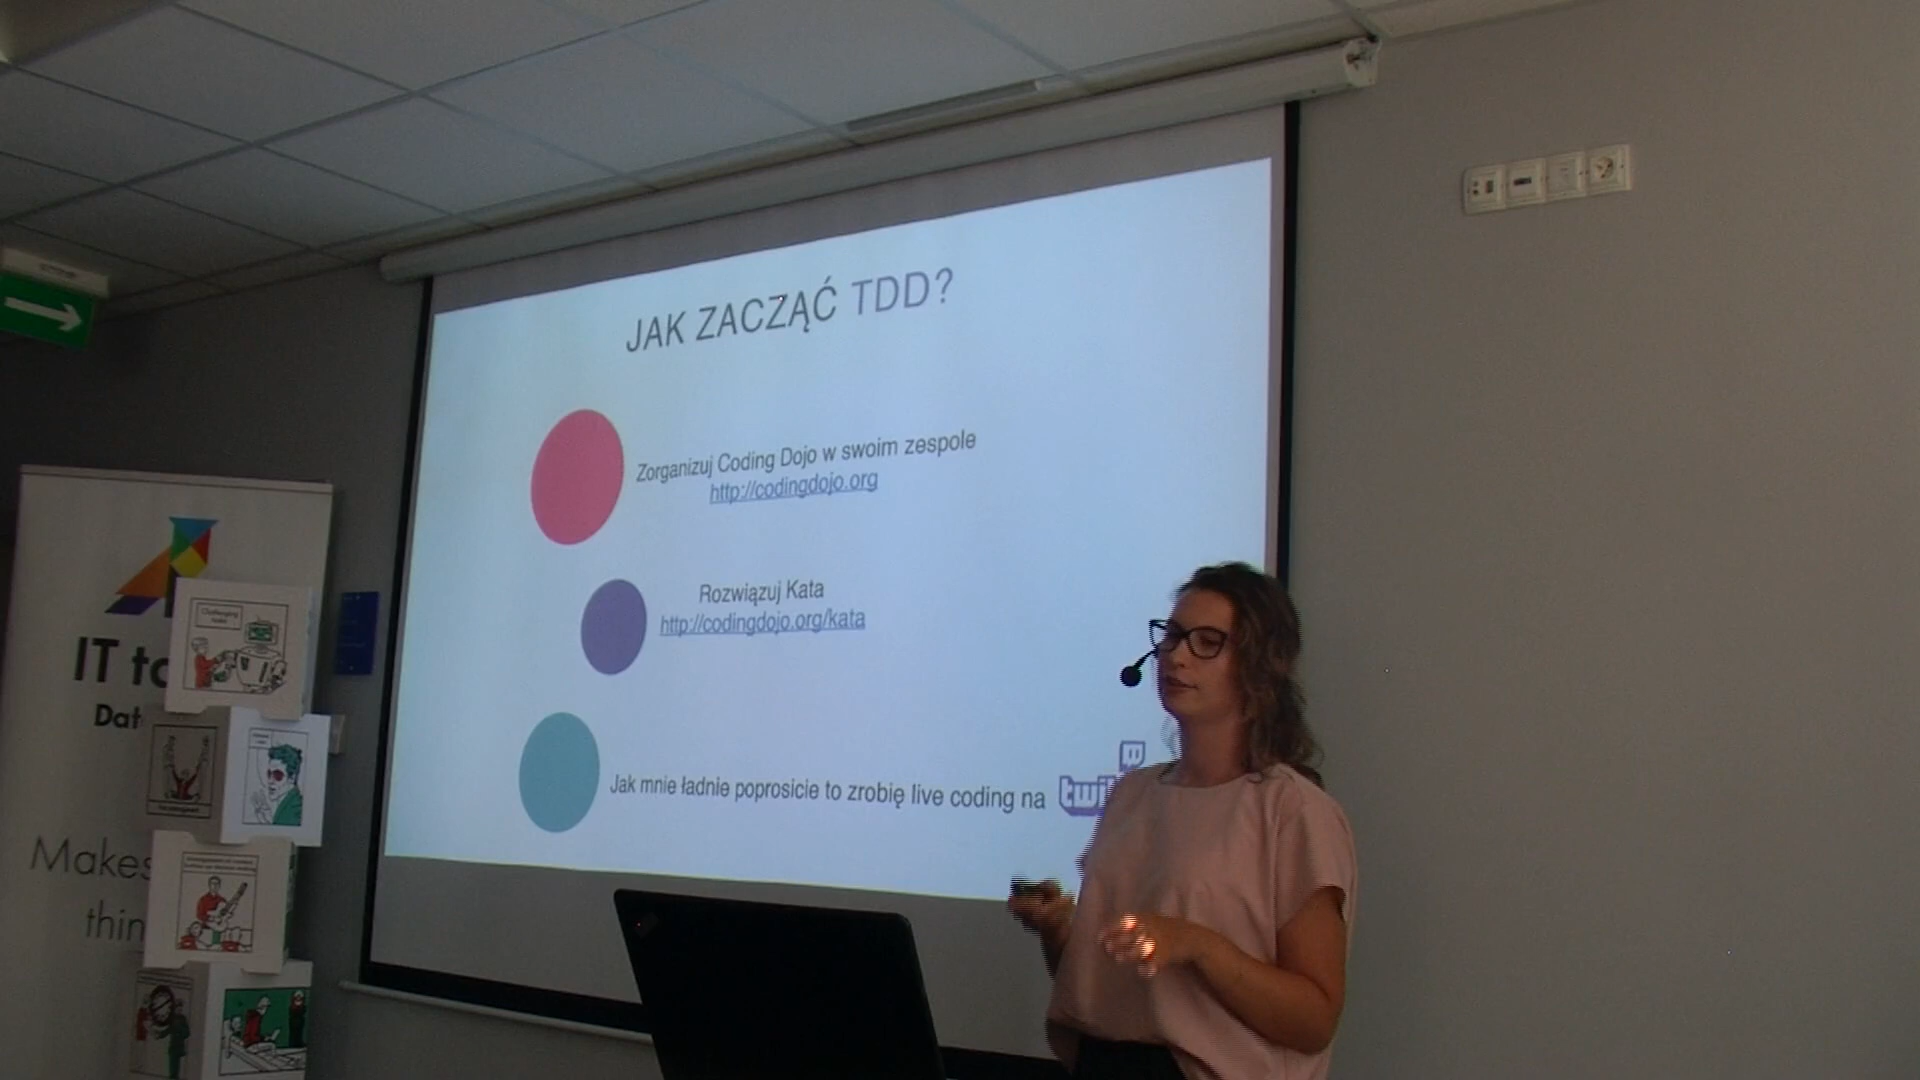 JAK ZACZĄĆ TDD?
Zorganizuj Coding Dojo w swoim zespole
http://codingdojo.org
Rozwiązuj Kata
http://codingdojo.org/kata
Jak mnie ładnie poprosicie to zrobię live coding na
IT
Makes
Challenging